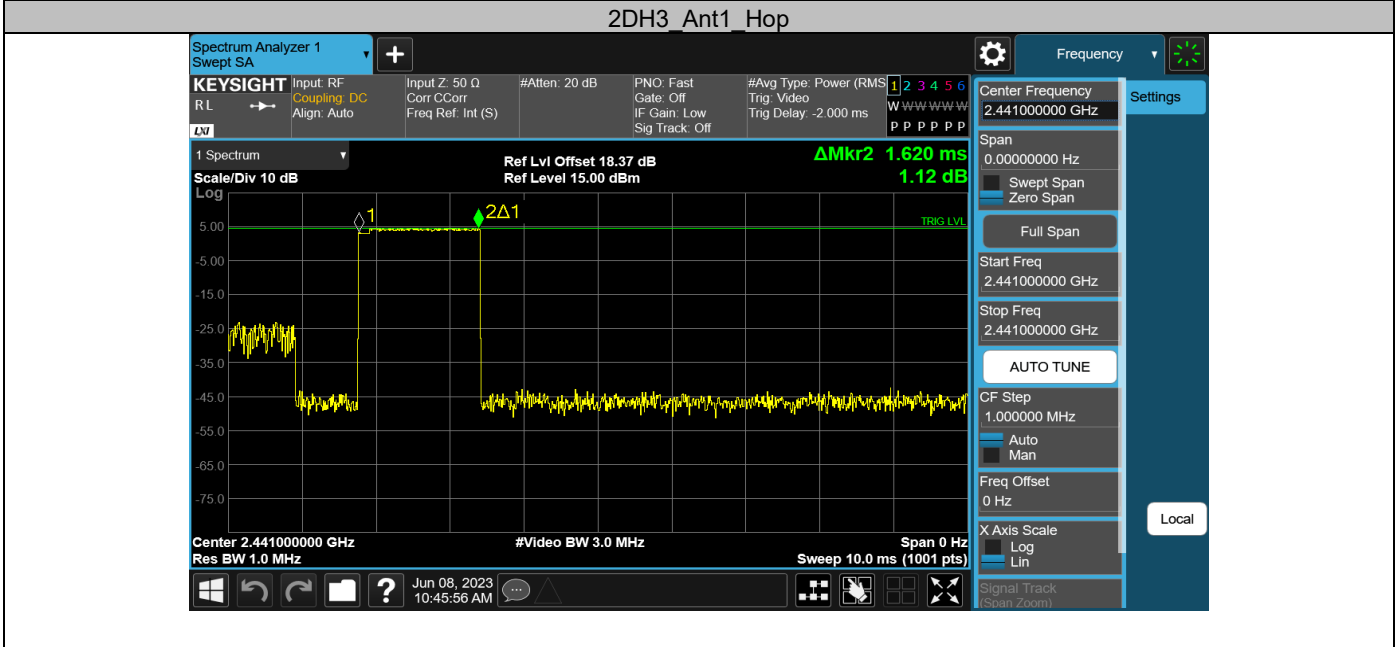 2DH3_Ant1_Hop
Spectrum Analyzer 1
Swept SA
+
Frequency
KEYSIGHT
RL
LXI
Input: RF
Coupling: DC
Align: Auto
Input Z: 50 Ω
Corr CCorr
Freq Ref: Int (S)
#Atten: 20 dB
PNO: Fast
Gate: Off
IF Gain: Low
Sig Track: Off
#Avg Type: Power (RMS
Trig: Video
Trig Delay: -2.000 ms
1 2 3 4 5 6
W W W W W W
P P P P P P
1 Spectrum
Scale/Div 10 dB
Log
Ref Lvl Offset 18.37 dB
Ref Level 15.00 dBm
ΔMkr2 1.620 ms
1.12 dB
1
2Δ1
TRIG LVL
5.00
-5.00
-15.0
-25.0
-35.0
-45.0
-55.0
-65.0
-75.0
Center 2.441000000 GHz
Res BW 1.0 MHz
#Video BW 3.0 MHz
Span 0 Hz
Sweep 10.0 ms (1001 pts)
Center Frequency
2.441000000 GHz
Span
0.00000000 Hz
Swept Span
Zero Span
Full Span
Start Freq
2.441000000 GHz
Stop Freq
2.441000000 GHz
AUTO TUNE
CF Step
1.000000 MHz
Auto
Man
Freq Offset
0 Hz
X Axis Scale
Log
Lin
Signal Track
(Span Zoom)
Settings
Local
?
Jun 08, 2023
10:45:56 AM